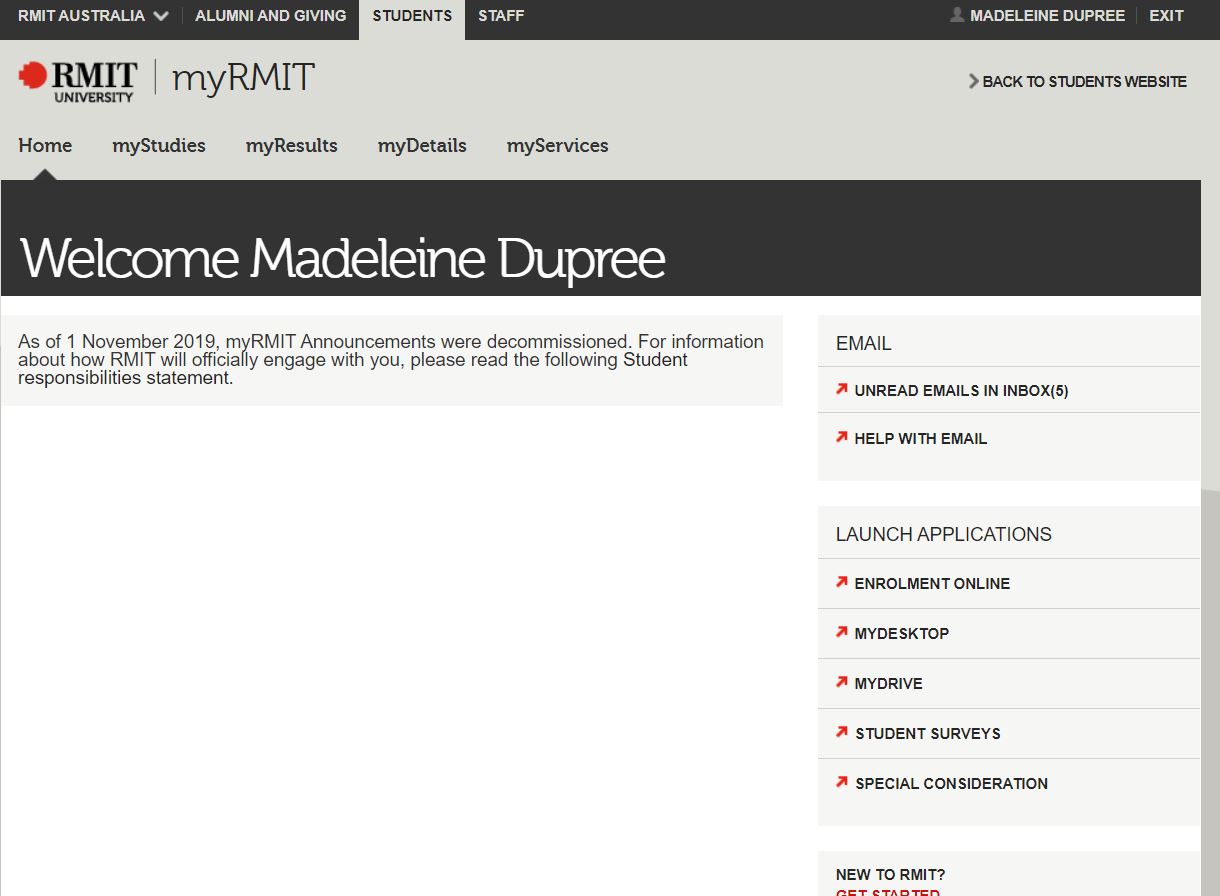 RMIT AUSTRALIA
ALUMNI AND GIVING
STUDENTS
STAFF
MADELEINE DUPREE
EXIT
RMIT
UNIVERSITY
myRMIT
BACK TO STUDENTS WEBSITE
Home
myStudies
myResults
myDetails
myServices
Welcome Madeleine Dupree
As of 1 November 2019, myRMIT Announcements were decommissioned. For information
about how RMIT will officially engage with you, please read the following Student
responsibilities statement.
EMAIL
UNREAD EMAILS IN INBOX(5)
HELP WITH EMAIL
LAUNCH APPLICATIONS
ENROLMENT ONLINE
MYDESKTOP
MYDRIVE
STUDENT SURVEYS
SPECIAL CONSIDERATION
NEW TO RMIT?
GET STARTED